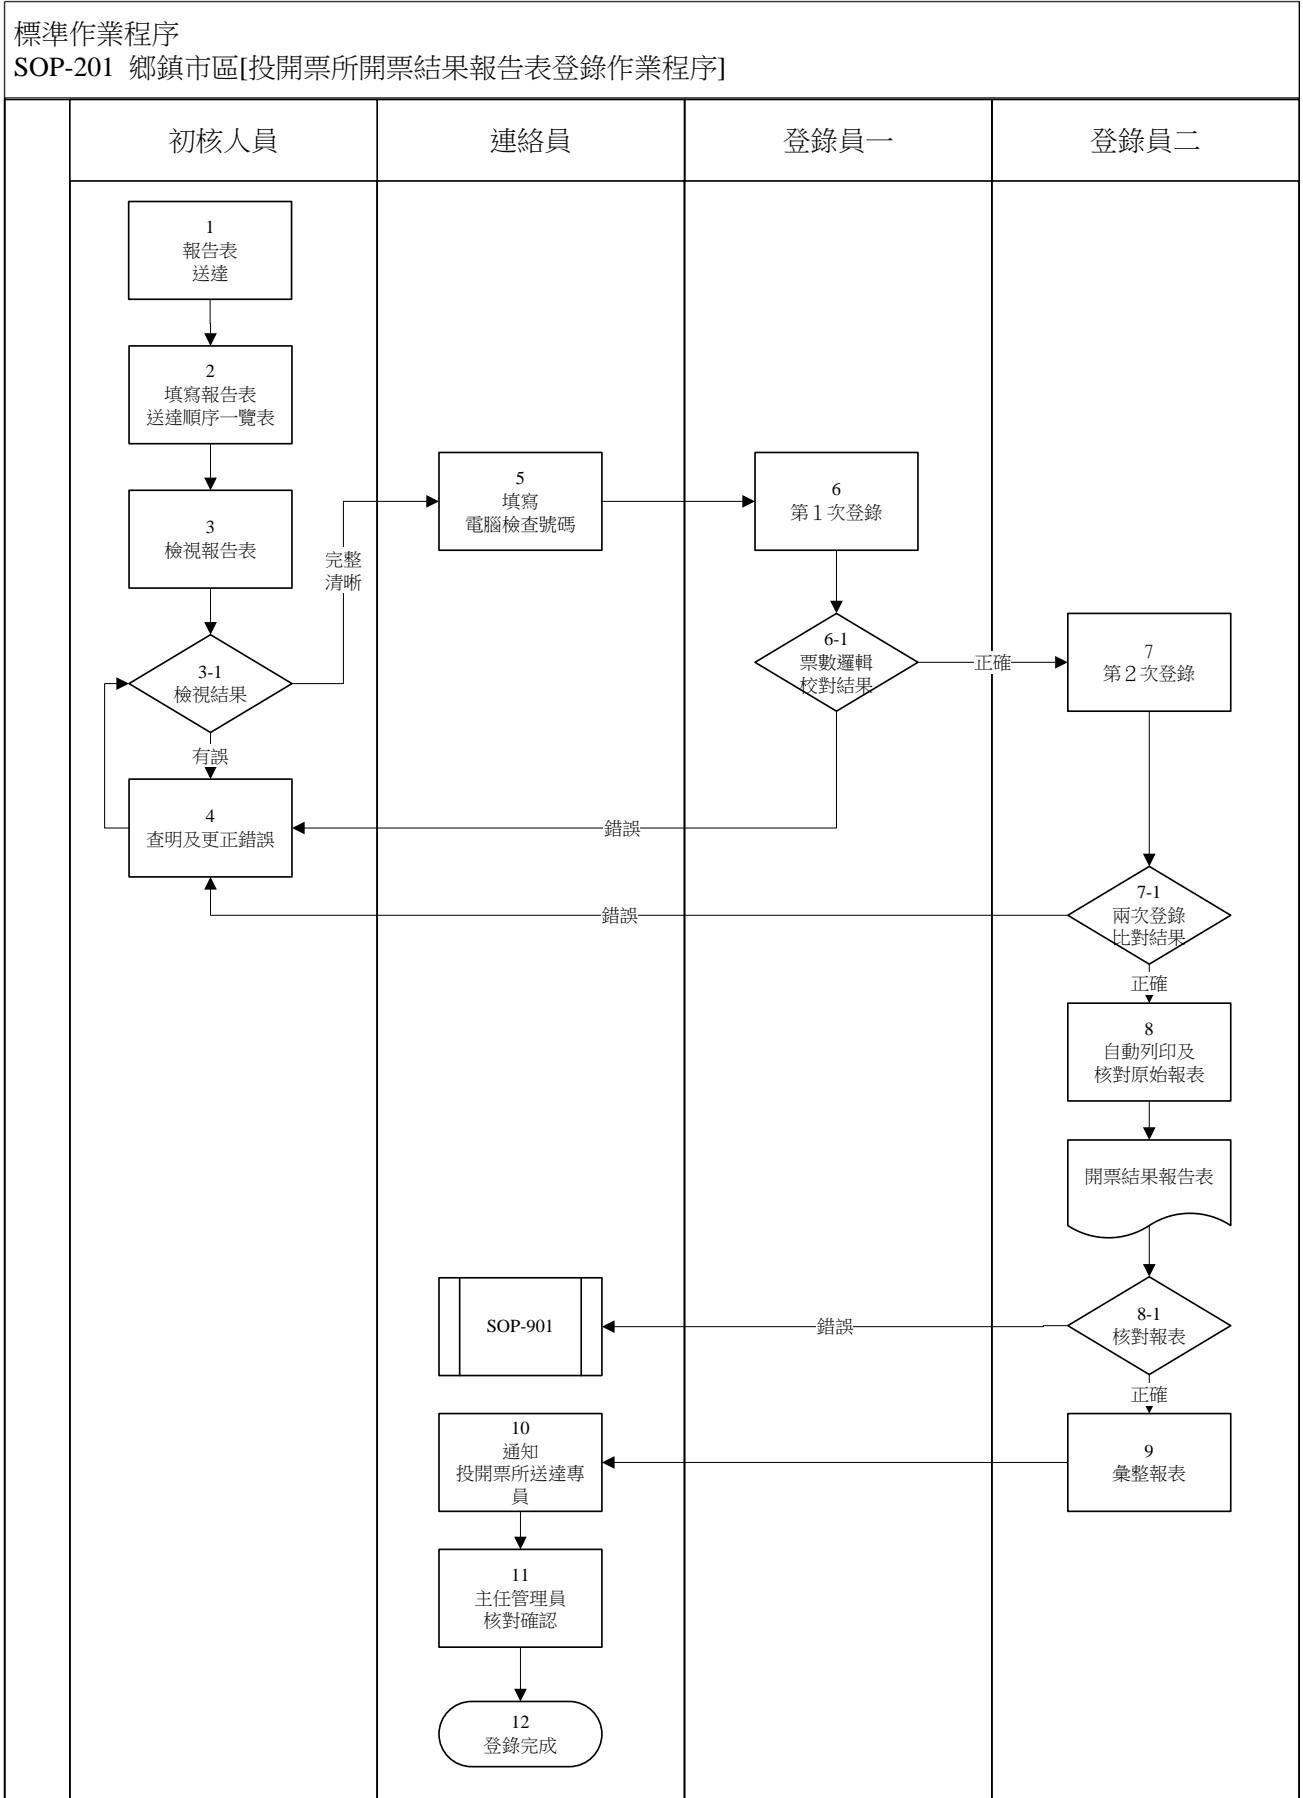 標準作業程序
SOP-201 鄉鎮市區[投開票所開票結果報告表登錄作業程序]
初核人員
連絡員
登錄員一
登錄員二
1
報告表
送達
2
填寫報告表
送達順序一覽表
3
檢視報告表
3-1
檢視結果
完整
清晰
有誤
4
查明及更正錯誤
5
填寫
電腦檢查號碼
6
第１次登錄
6-1
票數邏輯
校對結果
正確
錯誤
7
第２次登錄
7-1
兩次登錄
比對結果
錯誤
正確
8
自動列印及
核對原始報表
開票結果報告表
8-1
核對報表
錯誤
SOP-901
正確
9
彙整報表
10
通知
投開票所送達專
員
11
主任管理員
核對確認
12
登錄完成